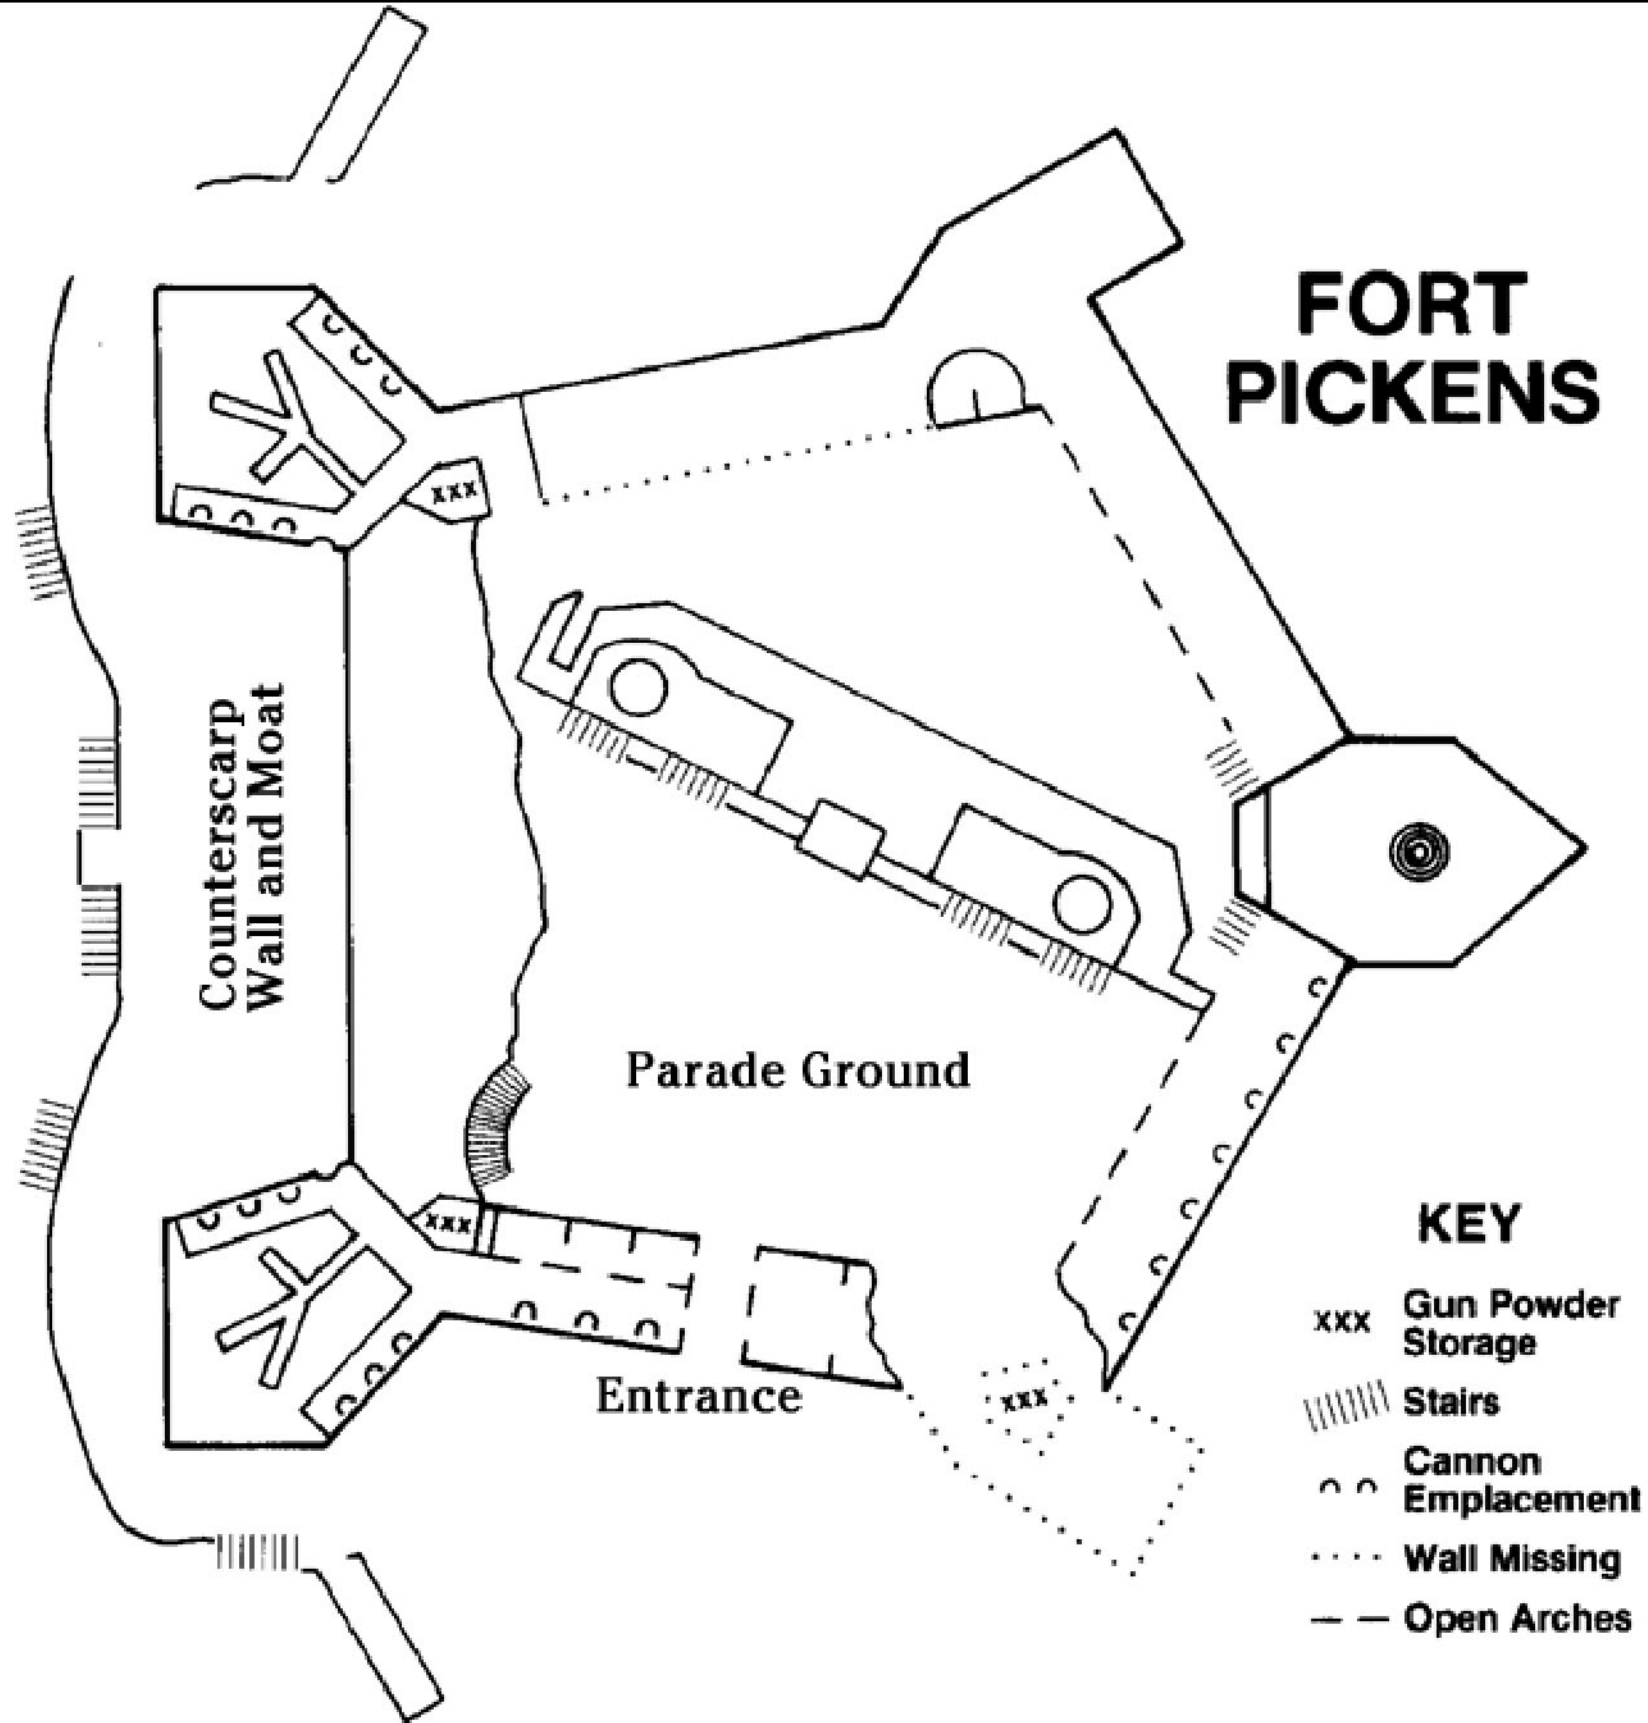 FORT
PICKENS
xxx
Counterscarp
Wall and Moat
Parade Ground
xxx
Entrance
xxx
KEY
xxx Gun Powder
Storage
Stairs
Cannon
Emplacement
Wall Missing
Open Arches